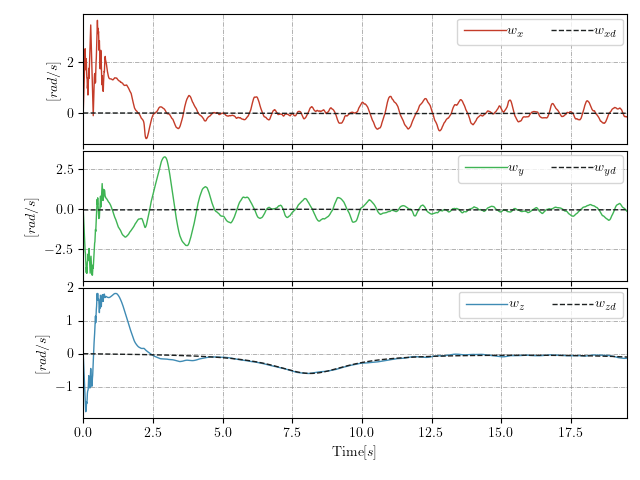 w_x w_xd
2
0
[rad/s]
w_y w_yd
2.5
0.0
−2.5
[rad/s]
w_z w_zd
2
1
0
−1
[rad/s]
0.0 2.5 5.0 7.5 10.0 12.5 15.0 17.5
Time[s]